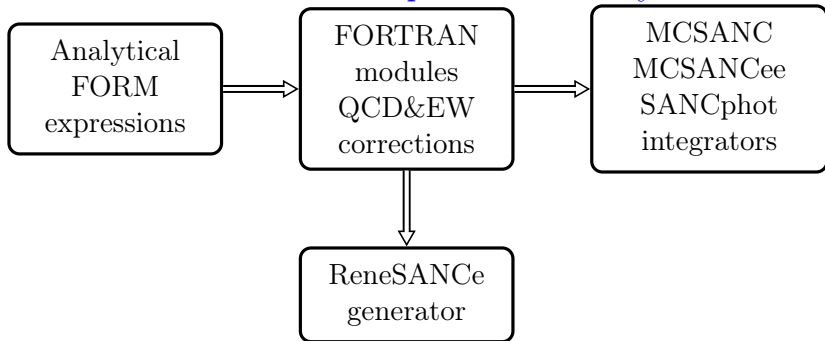 Analytical
FORM
expressions
FORTRAN
modules
QCD&EW
corrections
MCSANC
MCSANCee
SANCphot
integrators
ReneSANCe
generator